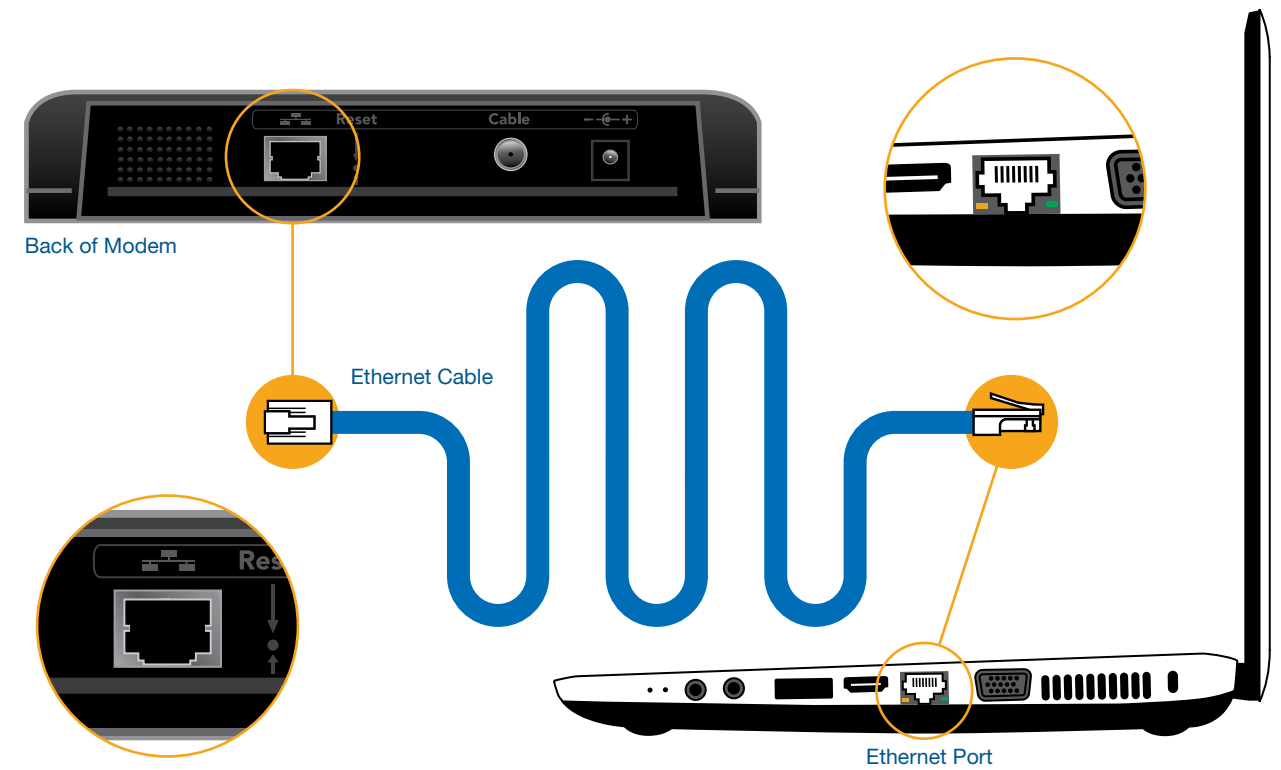 Reset
Cable
Back of Modem
Ethernet Cable
Res
Ethernet Port